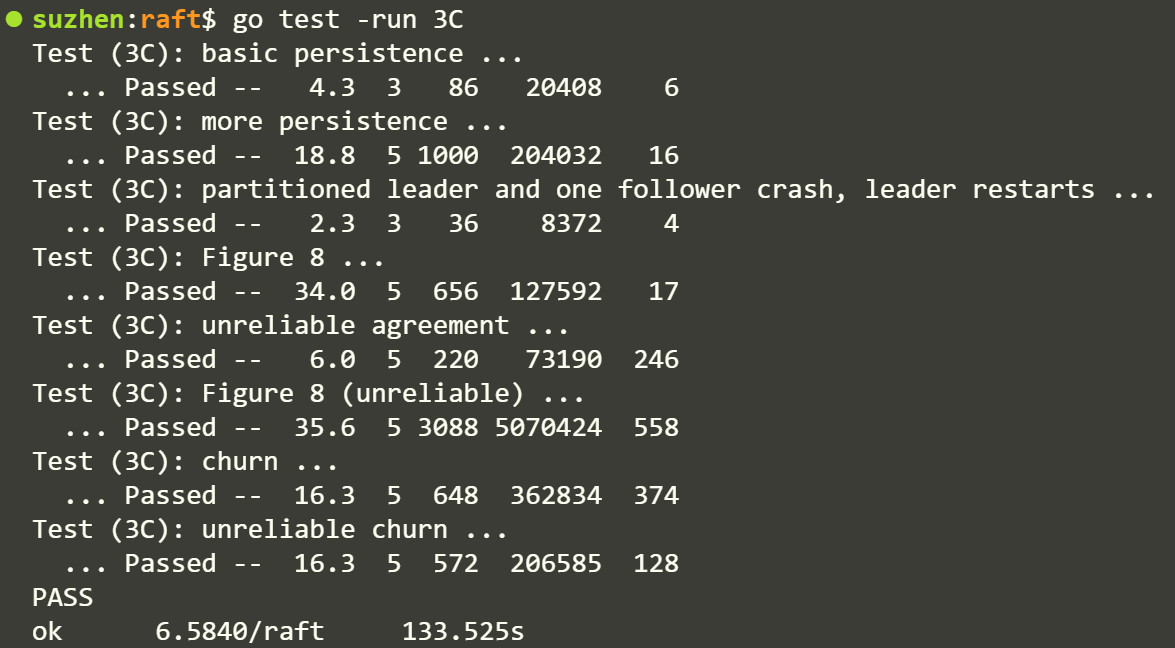 suzhen:raft$ go test -run 3C
Test (3C): basic persistence ...
  ... Passed --   4.3  3   86   20408    6
Test (3C): more persistence ...
  ... Passed --  18.8  5 1000  204032   16
Test (3C): partitioned leader and one follower crash, leader restarts ...
  ... Passed --   2.3  3   36    8372    4
Test (3C): Figure 8 ...
  ... Passed --  34.0  5  656  127592   17
Test (3C): unreliable agreement ...
  ... Passed --   6.0  5  220   73190  246
Test (3C): Figure 8 (unreliable) ...
  ... Passed --  35.6  5 3088 5070424  558
Test (3C): churn ...
  ... Passed --  16.3  5  648  362834  374
Test (3C): unreliable churn ...
  ... Passed --  16.3  5  572  206585  128
PASS
ok      6.5840/raft     133.525s